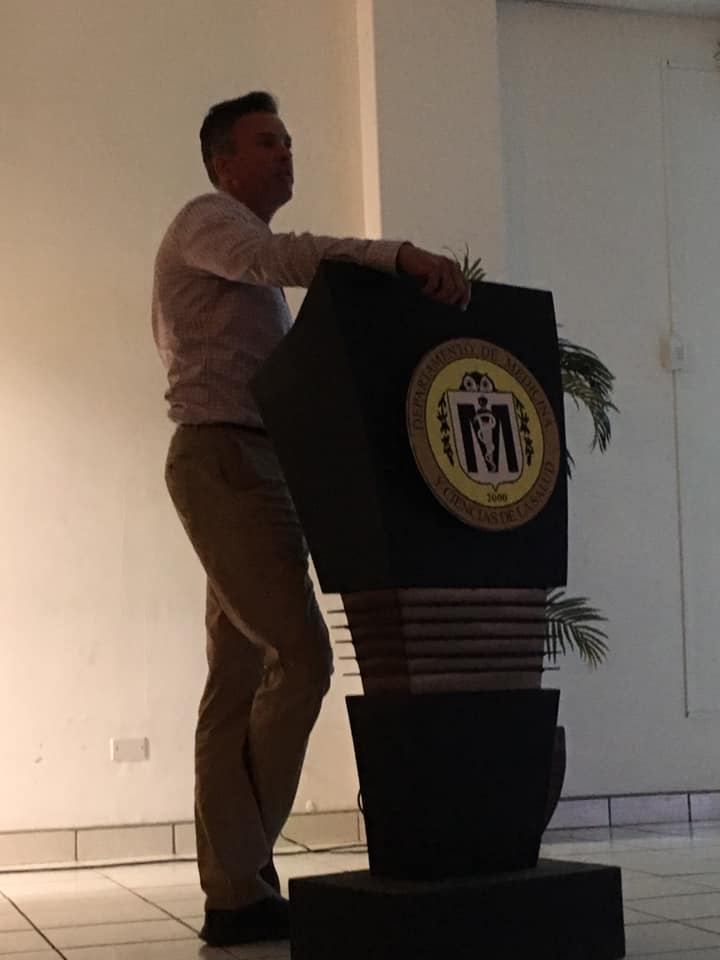 DEPARTAMENTO DE MEDICINA
M
2000
Y CIENCIAS DE LA SALUD